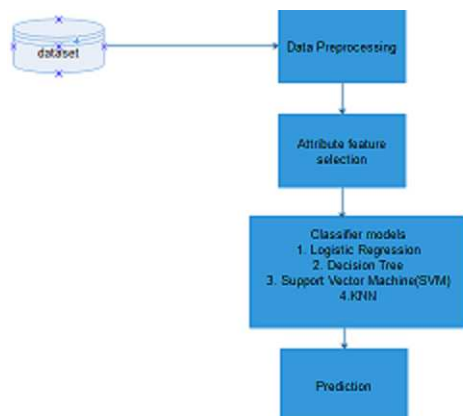 dataset
Data Preprocessing
Attribute feature
selection
Classifier models
1. Logistic Regression
2. Decision Tree
3. Support Vector Machine(SVM)
4.KNN
Prediction